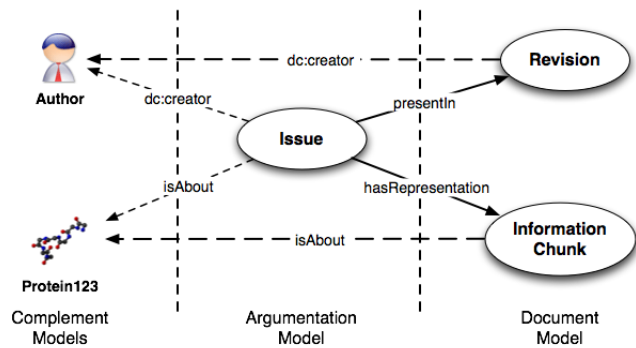 dc:creator
Revision
Author
dc:creator
presentIn
Issue
isAbout
hasRepresentation
isAbout
Information
Chunk
Protein123
Complement
Models
Argumentation
Model
Document
Model